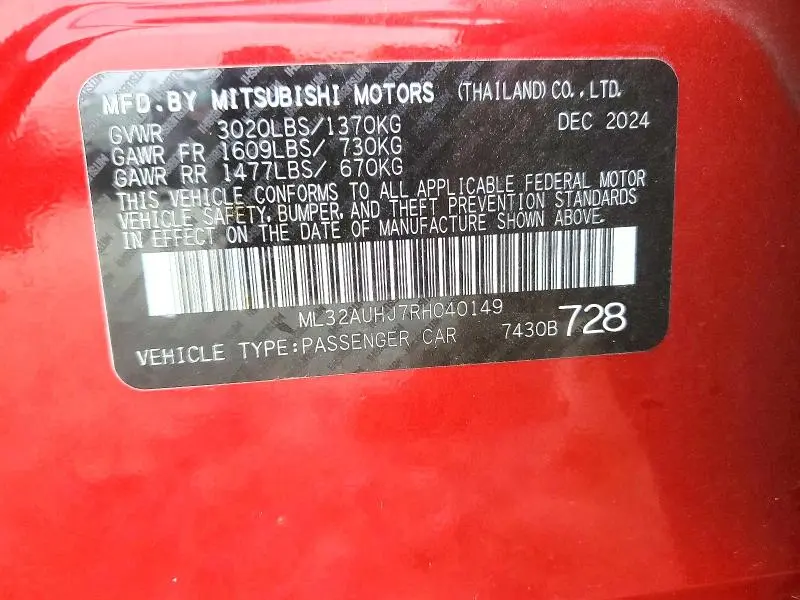 MFD.BY MITSUBISHI MOTORS (THAILAND) CO.,LTD.
GVWR 3020LBS/1370KG DEC 2024
GAWR FR 1609LBS/ 730KG
GAWR RR 1477LBS/ 670KG
THIS VEHICLE CONFORMS TO ALL APPLICABLE FEDERAL MOTOR
VEHICLE SAFETY, BUMPER, AND THEFT PREVENTION STANDARDS
IN EFFECT ON THE DATE OF MANUFACTURE SHOWN ABOVE.
ML32AUHJ7RH040149
VEHICLE TYPE:PASSENGER CAR 7430B 728